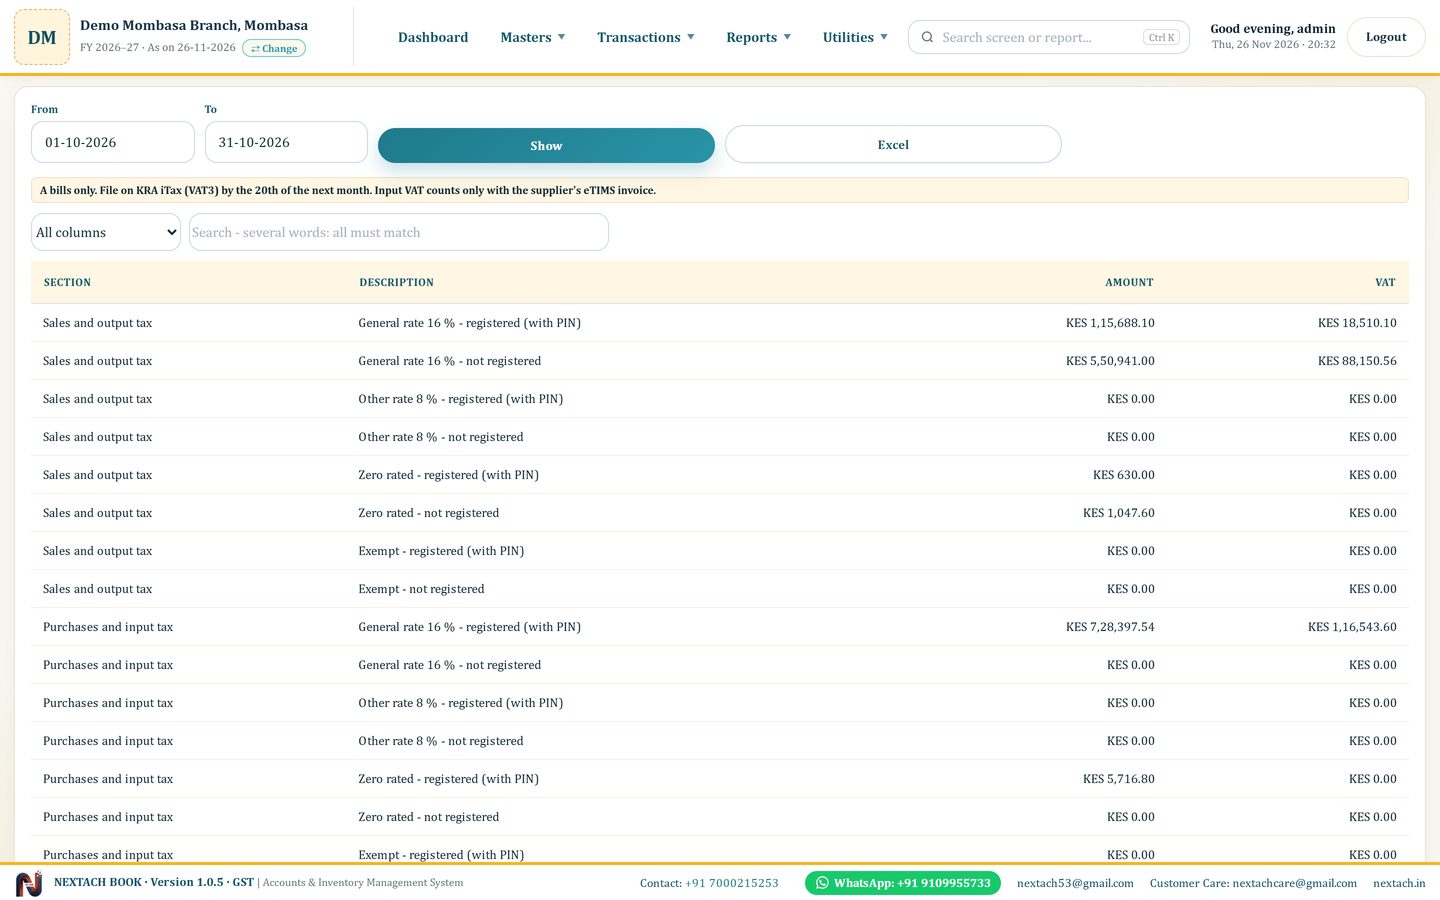 DM
Demo Mombasa Branch, Mombasa
FY 2026–27 · As on 26-11-2026 ⇄ Change
Dashboard Masters ▼ Transactions ▼ Reports ▼ Utilities ▼
Search screen or report... Ctrl K
Good evening, admin
Thu, 26 Nov 2026 · 20:32
Logout
From To
01-10-2026 31-10-2026 Show Excel
A bills only. File on KRA iTax (VAT3) by the 20th of the next month. Input VAT counts only with the supplier's eTIMS invoice.
All columns Search - several words: all must match
SECTION DESCRIPTION AMOUNT VAT
Sales and output tax General rate 16 % - registered (with PIN) KES 1,15,688.10 KES 18,510.10
Sales and output tax General rate 16 % - not registered KES 5,50,941.00 KES 88,150.56
Sales and output tax Other rate 8 % - registered (with PIN) KES 0.00 KES 0.00
Sales and output tax Other rate 8 % - not registered KES 0.00 KES 0.00
Sales and output tax Zero rated - registered (with PIN) KES 630.00 KES 0.00
Sales and output tax Zero rated - not registered KES 1,047.60 KES 0.00
Sales and output tax Exempt - registered (with PIN) KES 0.00 KES 0.00
Sales and output tax Exempt - not registered KES 0.00 KES 0.00
Purchases and input tax General rate 16 % - registered (with PIN) KES 7,28,397.54 KES 1,16,543.60
Purchases and input tax General rate 16 % - not registered KES 0.00 KES 0.00
Purchases and input tax Other rate 8 % - registered (with PIN) KES 0.00 KES 0.00
Purchases and input tax Other rate 8 % - not registered KES 0.00 KES 0.00
Purchases and input tax Zero rated - registered (with PIN) KES 5,716.80 KES 0.00
Purchases and input tax Zero rated - not registered KES 0.00 KES 0.00
Purchases and input tax Exempt - registered (with PIN) KES 0.00 KES 0.00
NEXTACH BOOK · Version 1.0.5 · GST | Accounts & Inventory Management System Contact: +91 7000215253 WhatsApp: +91 9109955733 nextach53@gmail.com Customer Care: nextachcare@gmail.com nextach.in